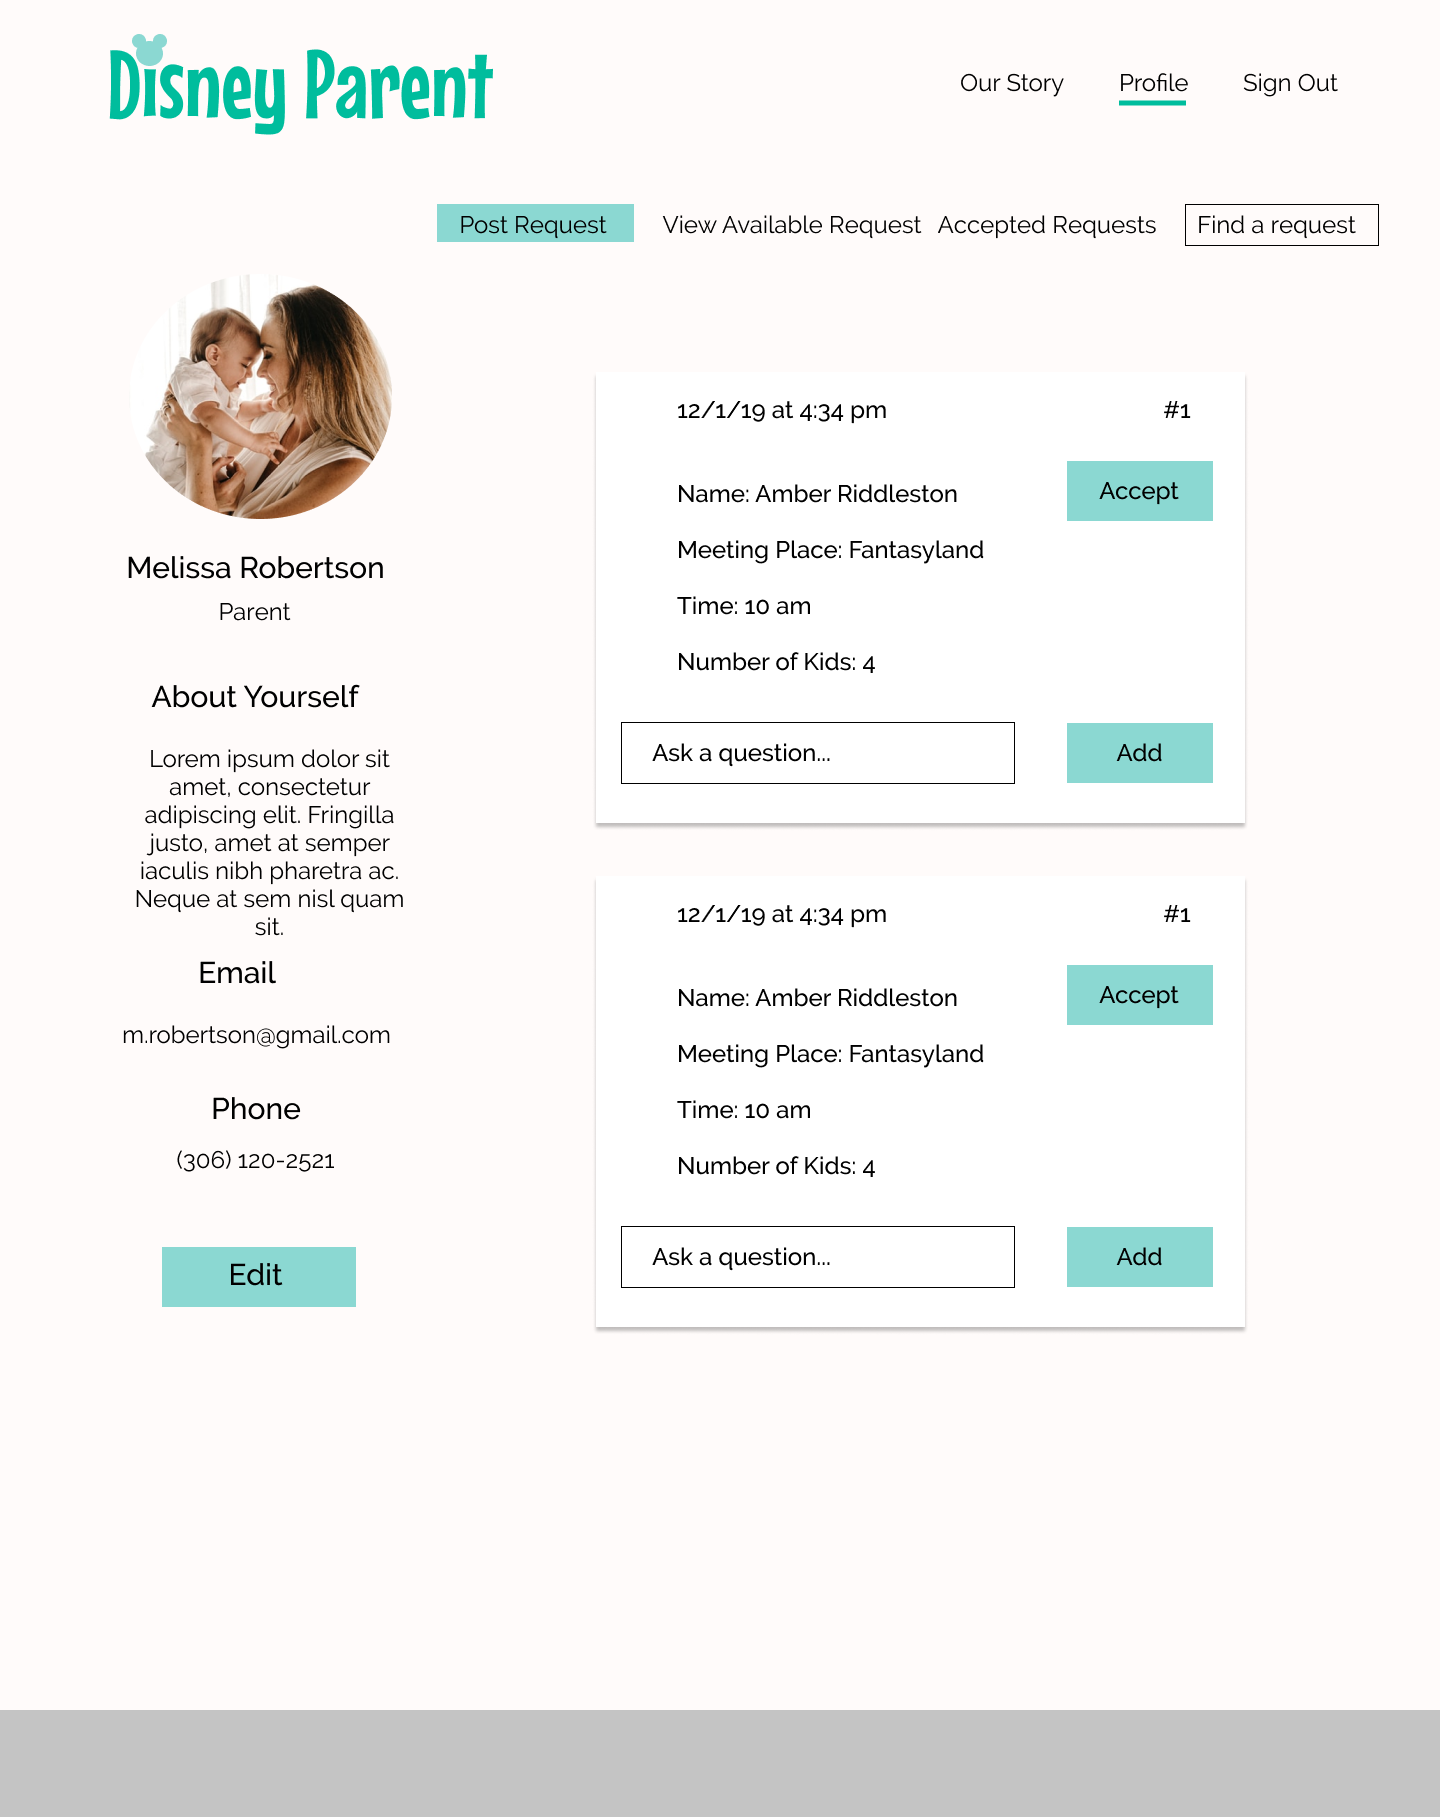 Disney Parent
Our Story
Profile
Sign Out
Post Request
View Available Request
Accepted Requests
Find a request
Melissa Robertson
Parent
About Yourself
Lorem ipsum dolor sit
amet, consectetur
adipiscing elit. Fringilla
justo, amet at semper
iaculis nibh pharetra ac.
Neque at sem nisl quam
sit.
Email
m.robertson@gmail.com
Phone
(306) 120-2521
Edit
12/1/19 at 4:34 pm
#1
Name: Amber Riddleston
Accept
Meeting Place: Fantasyland
Time: 10 am
Number of Kids: 4
Ask a question...
Add
12/1/19 at 4:34 pm
#1
Name: Amber Riddleston
Accept
Meeting Place: Fantasyland
Time: 10 am
Number of Kids: 4
Ask a question...
Add